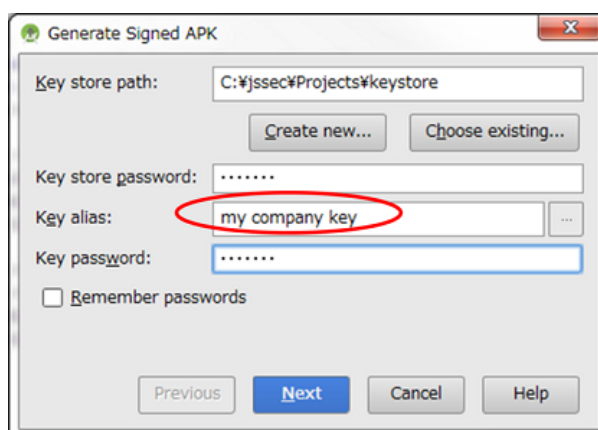 Generate Signed APK
Key store path: C:¥jssec¥Projects¥keystore
Create new... Choose existing...
Key store password: •••••••
Key alias: my company key ...
Key password: •••••••
Remember passwords
Previous Next Cancel Help